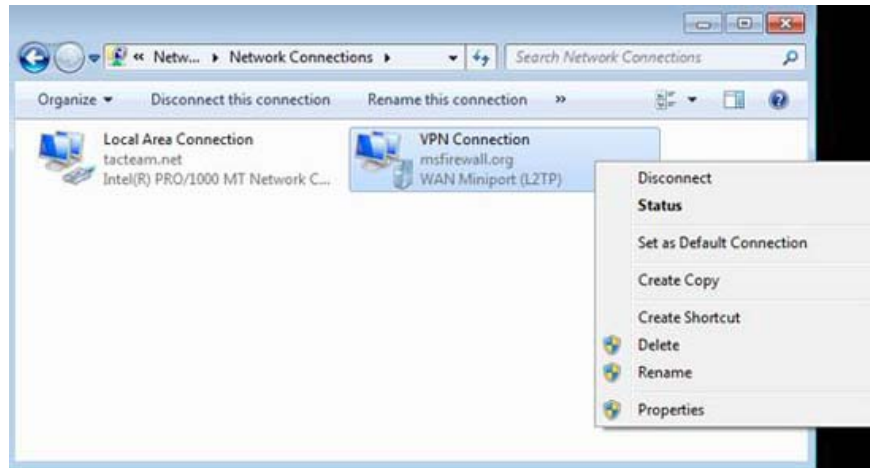 « Netw... ▸ Network Connections ▸ Search Network Connections
Organize ▾ Disconnect this connection Rename this connection »
Local Area Connection
tacteam.net
Intel(R) PRO/1000 MT Network C...
VPN Connection
msfirewall.org
WAN Miniport (L2TP)
Disconnect
Status
Set as Default Connection
Create Copy
Create Shortcut
Delete
Rename
Properties